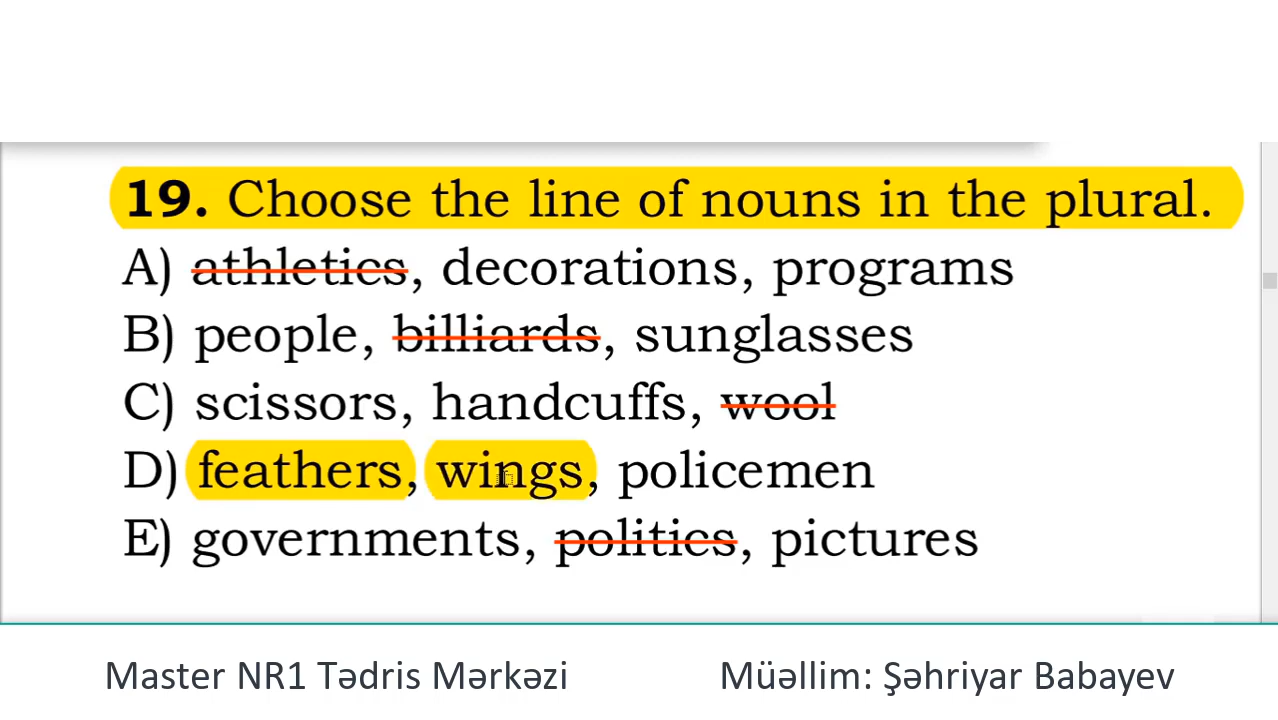 19. Choose the line of nouns in the plural.
A) athletics, decorations, programs
B) people, billiards, sunglasses
C) scissors, handcuffs, wool
D) feathers, wings, policemen
E) governments, politics, pictures
Master NR1 Tədris Mərkəzi Müəllim: Şəhriyar Babayev